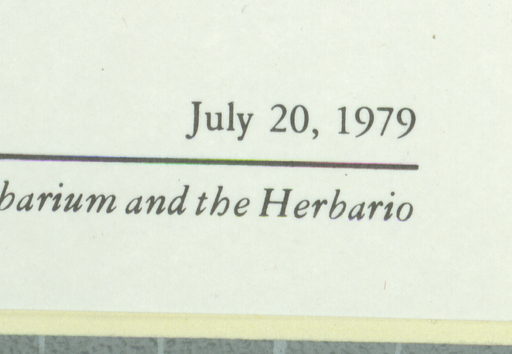 July 20, 1979
barium and the Herbario